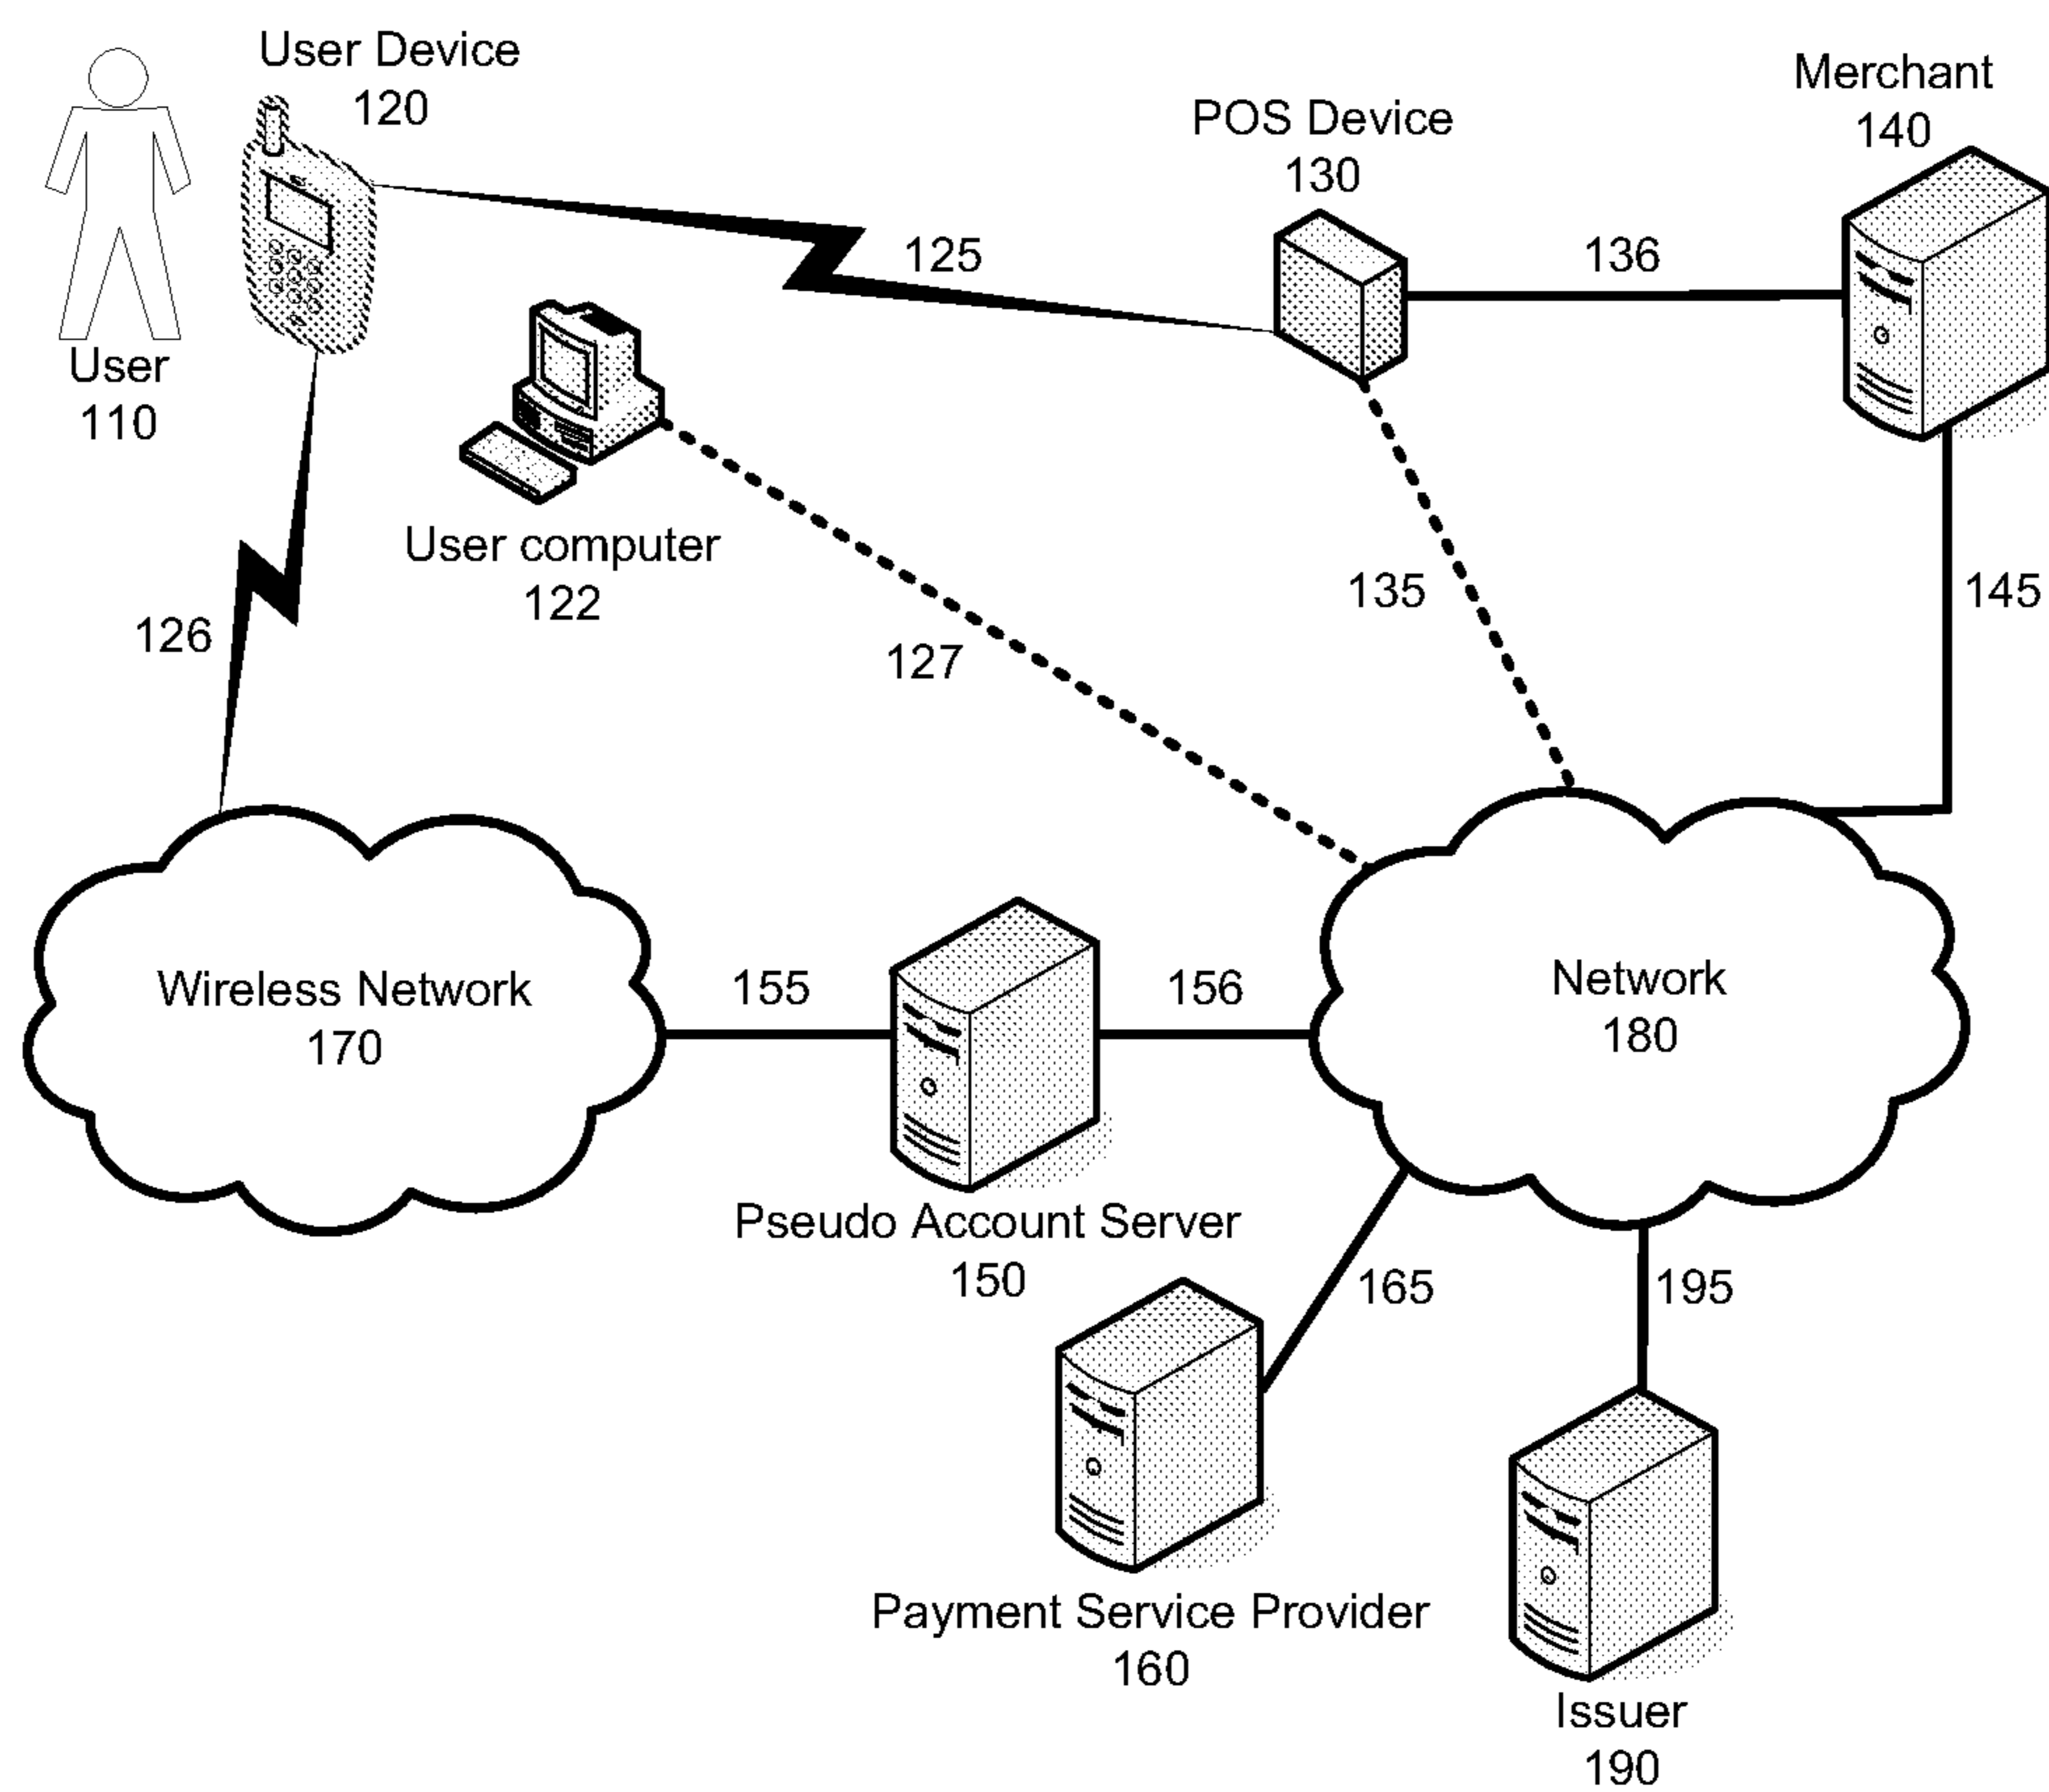 User Device
120
Merchant
140
POS Device
130
125
136
User
110
User computer
122
135
145
126
127
Wireless Network
170
155
156
Network
180
Pseudo Account Server
150
165
195
Payment Service Provider
160
Issuer
190